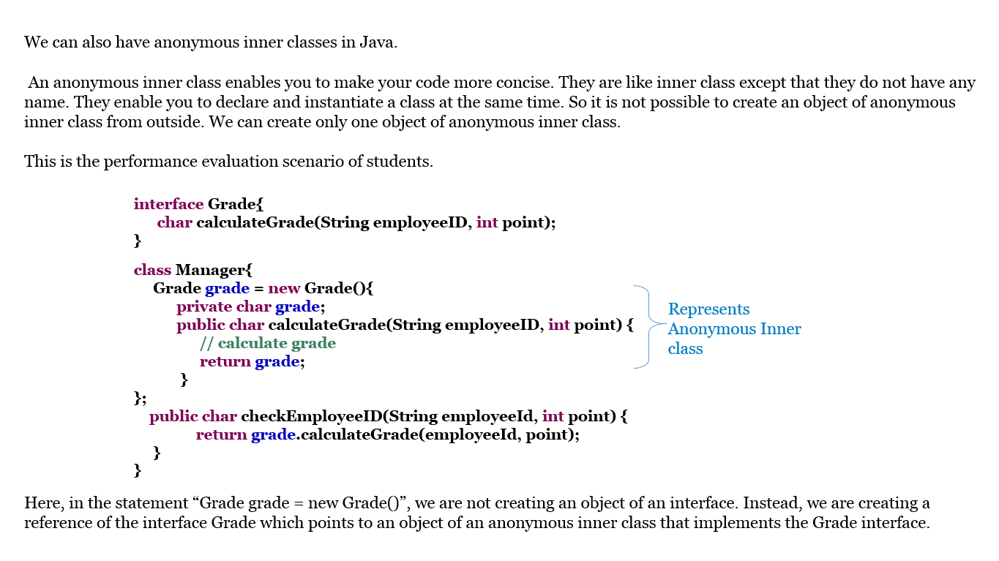 We can also have anonymous inner classes in Java.
An anonymous inner class enables you to make your code more concise. They are like inner class except that they do not have any
name. They enable you to declare and instantiate a class at the same time. So it is not possible to create an object of anonymous
inner class from outside. We can create only one object of anonymous inner class.
This is the performance evaluation scenario of students.
interface Grade{
char calculateGrade(String employeeID, int point);
}
class Manager{
Grade grade = new Grade(){
private char grade;
public char calculateGrade(String employeeID, int point) {
// calculate grade
return grade;
}
};
public char checkEmployeeID(String employeeId, int point) {
return grade.calculateGrade(employeeId, point);
}
}
Represents
Anonymous Inner
class
Here, in the statement “Grade grade = new Grade()”, we are not creating an object of an interface. Instead, we are creating a
reference of the interface Grade which points to an object of an anonymous inner class that implements the Grade interface.